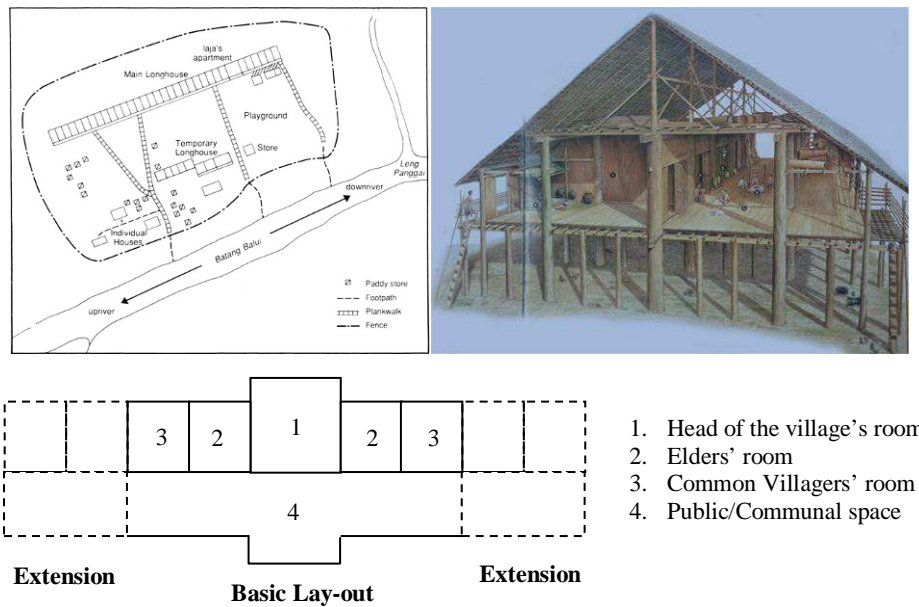 laja's
apartment
Main Longhouse
Playground
Temporary
Longhouse
Store
Leng
Panggai
downriver
Individual
Houses
Batang Balui
upriver
Paddy store
Footpath
Plankwalk
Fence
3 2 1 2 3
4
Extension
Basic Lay-out
Extension
1. Head of the village's room
2. Elders' room
3. Common Villagers' room
4. Public/Communal space